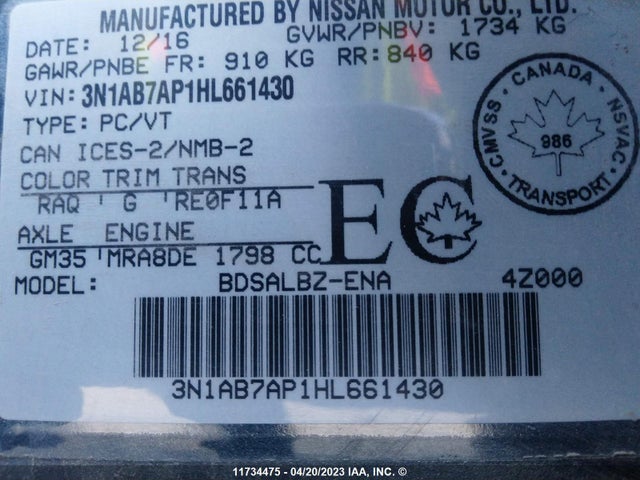 MANUFACTURED BY NISSAN MOTOR CO., LTD.
DATE: 12/16 GVWR/PNBV: 1734 KG
GAWR/PNBE FR: 910 KG RR: 840 KG
VIN: 3N1AB7AP1HL661430
TYPE: PC/VT
CAN ICES-2/NMB-2
COLOR TRIM TRANS
RAQ G RE0F11A
AXLE ENGINE
GM35 MRA8DE 1798 CC
EC
CANADA
CMVSS 986 NSVAC
TRANSPORT
MODEL: BDSALBZ-ENA 4Z000
3N1AB7AP1HL661430
11734475 - 04/20/2023 IAA, INC. ©